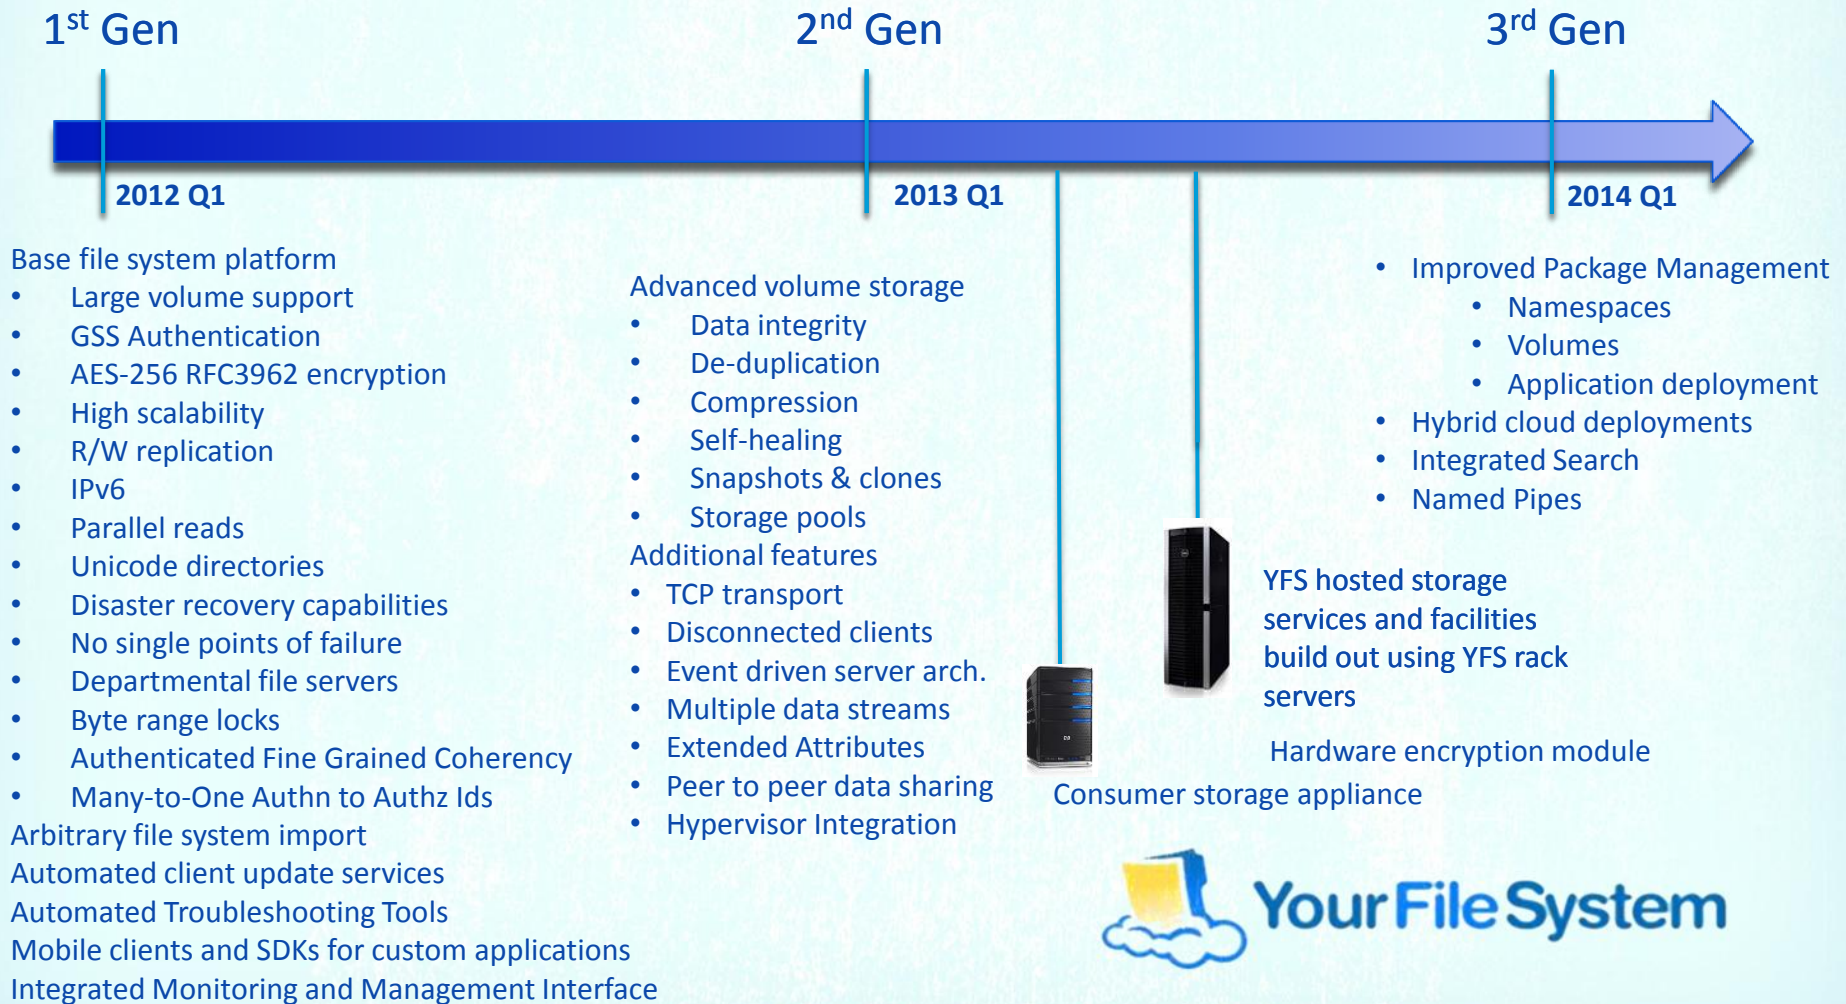 1st Gen
2nd Gen
3rd Gen
2012 Q1
2013 Q1
2014 Q1
Base file system platform
• Large volume support
• GSS Authentication
• AES-256 RFC3962 encryption
• High scalability
• R/W replication
• IPv6
• Parallel reads
• Unicode directories
• Disaster recovery capabilities
• No single points of failure
• Departmental file servers
• Byte range locks
• Authenticated Fine Grained Coherency
• Many-to-One Authn to Authz Ids
Arbitrary file system import
Automated client update services
Automated Troubleshooting Tools
Mobile clients and SDKs for custom applications
Integrated Monitoring and Management Interface
Advanced volume storage
• Data integrity
• De-duplication
• Compression
• Self-healing
• Snapshots & clones
• Storage pools
Additional features
• TCP transport
• Disconnected clients
• Event driven server arch.
• Multiple data streams
• Extended Attributes
• Peer to peer data sharing
• Hypervisor Integration
• Improved Package Management
• Namespaces
• Volumes
• Application deployment
• Hybrid cloud deployments
• Integrated Search
• Named Pipes
YFS hosted storage
services and facilities
build out using YFS rack
servers
Hardware encryption module
Consumer storage appliance
YourFileSystem